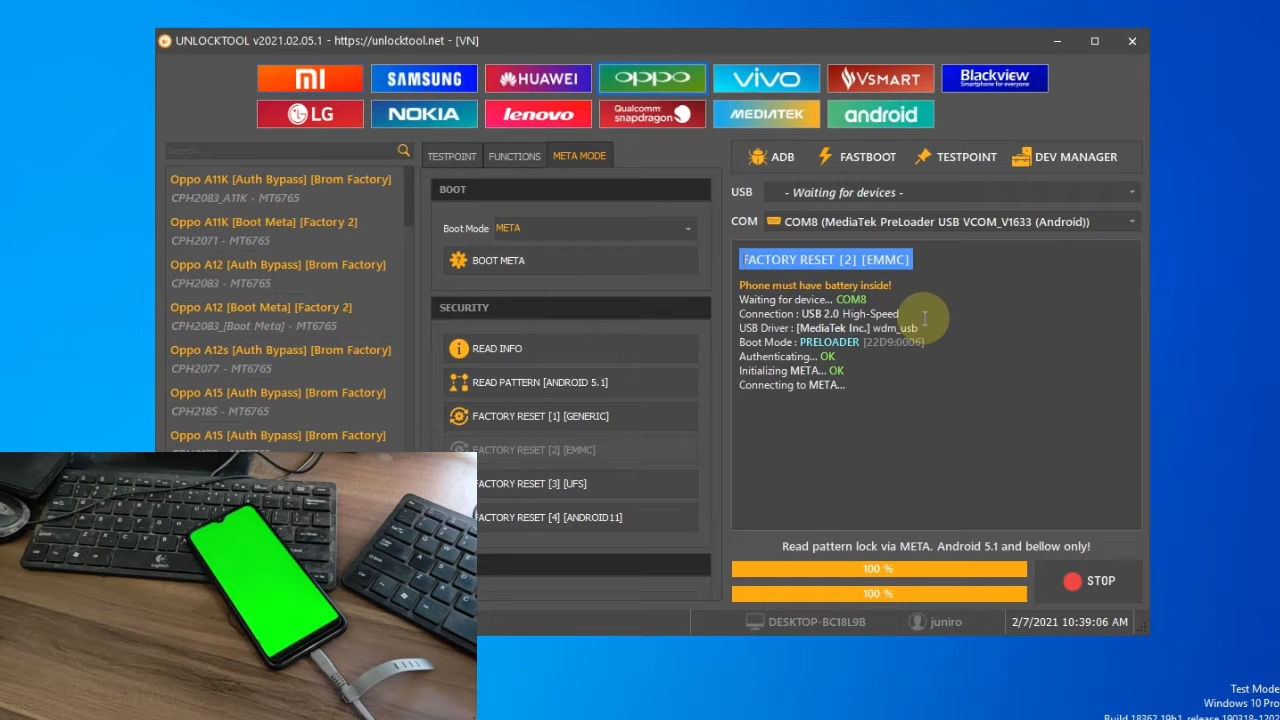 UNLOCKTOOL v2021.02.05.1 - https://unlocktool.net - [VN]
SAMSUNG
HUAWEI
oppo
vivo
VSMART
Blackview
Smartphone for everyone
LG
NOKIA
lenovo
Qualcomm
snapdragon
MEDIATEK
android
Search...
Oppo A11K [Auth Bypass] [Brom Factory]
CPH2083_A11K - MT6765
Oppo A11K [Boot Meta] [Factory 2]
CPH2071 - MT6765
Oppo A12 [Auth Bypass] [Brom Factory]
CPH2083 - MT6765
Oppo A12 [Boot Meta] [Factory 2]
CPH2083_[Boot Meta] - MT6765
Oppo A12s [Auth Bypass] [Brom Factory]
CPH2077 - MT6765
Oppo A15 [Auth Bypass] [Brom Factory]
CPH2185 - MT6765
Oppo A15 [Auth Bypass] [Brom Factory]
TESTPOINT
FUNCTIONS
META MODE
BOOT
Boot Mode META
BOOT META
SECURITY
READ INFO
READ PATTERN [ANDROID 5.1]
FACTORY RESET [1] [GENERIC]
FACTORY RESET [2] [EMMC]
FACTORY RESET [3] [UFS]
FACTORY RESET [4] [ANDROID11]
ADB
FASTBOOT
TESTPOINT
DEV MANAGER
USB - Waiting for devices -
COM COM8 (MediaTek PreLoader USB VCOM_V1633 (Android))
FACTORY RESET [2] [EMMC]
Phone must have battery inside!
Waiting for device... COM8
Connection : USB 2.0 High-Speed
USB Driver : [MediaTek Inc.] wdm_usb
Boot Mode : PRELOADER [22D9:0006]
Authenticating... OK
Initializing META... OK
Connecting to META...
Read pattern lock via META. Android 5.1 and bellow only!
100 %
100 %
STOP
DESKTOP-BC18L9B
juniro
2/7/2021 10:39:06 AM
Logitech
Test Mode
Windows 10 Pro